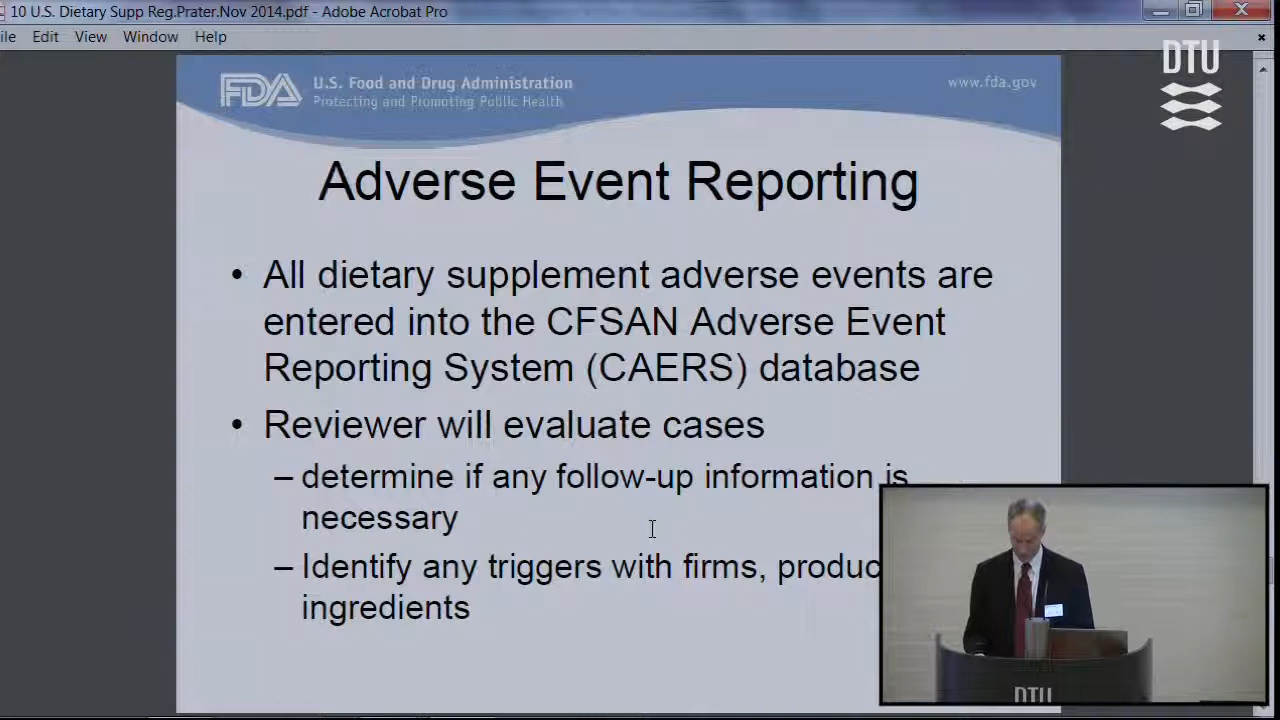 10 U.S. Dietary Supp Reg.Prater.Nov 2014.pdf - Adobe Acrobat Pro
ile Edit View Window Help
DTU
FDA U.S. Food and Drug Administration
Protecting and Promoting Public Health
www.fda.gov
Adverse Event Reporting
• All dietary supplement adverse events are
entered into the CFSAN Adverse Event
Reporting System (CAERS) database
• Reviewer will evaluate cases
– determine if any follow-up information is
necessary
– Identify any triggers with firms, produc
ingredients
DTU